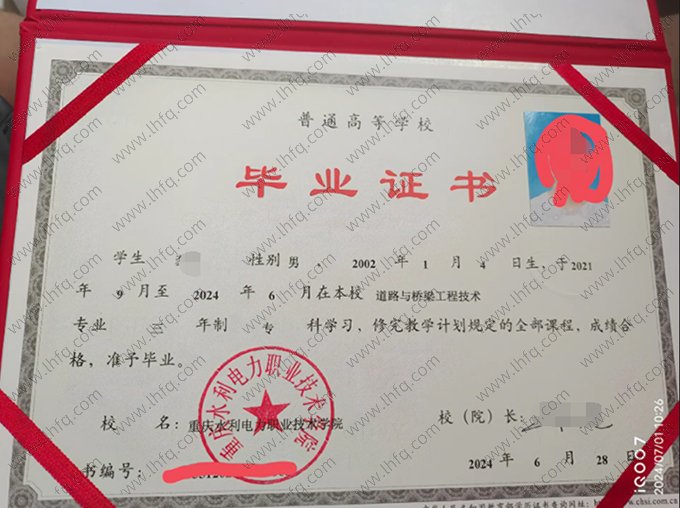 普通高等学校
毕业证书
学生 性别 男 , 2002 年 1 月 4 日生,于 2021
年 9 月至 2024 年 6 月在本校 道路与桥梁工程技术
专业 三 年制 专 科学习,修完教学计划规定的全部课程,成绩合
格,准予毕业。
校 名: 重庆水利电力职业技术学院
重庆水利电力职业技术学院
校(院)长:
书编号:
2024 年 6 月 28 日
www.chsi.com.cn
iQOO7
2024/07/01 10:26
www.lhfq.com